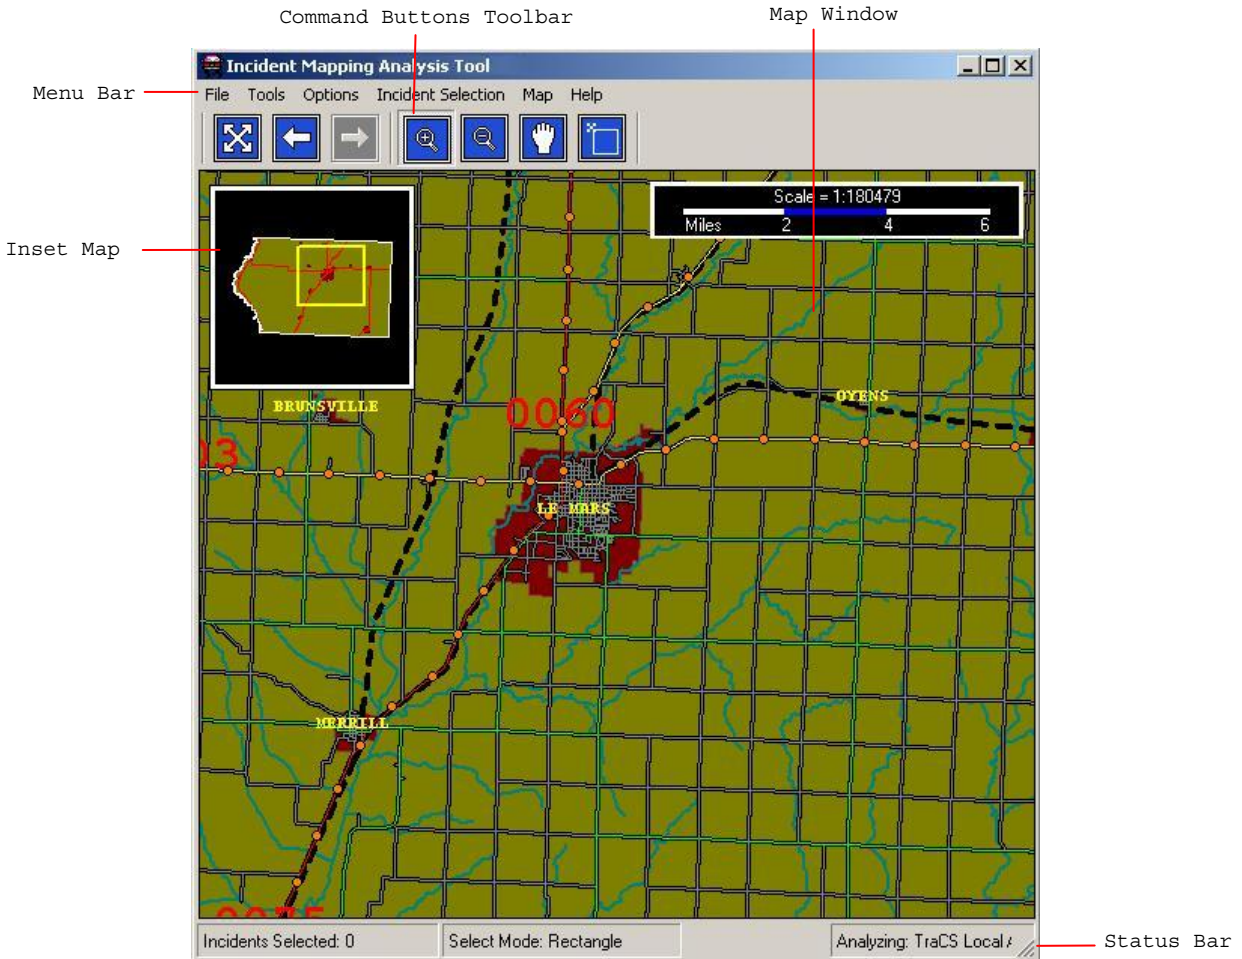 Command Buttons Toolbar
Map Window
Incident Mapping Analysis Tool
Menu Bar
File Tools Options Incident Selection Map Help
Scale = 1:180479
Miles 2 4 6
Inset Map
BRUNSVILLE
OYENS
0060
03
LE MARS
MERRILL
0075
Incidents Selected: 0
Select Mode: Rectangle
Analyzing: TraCS Local
Status Bar